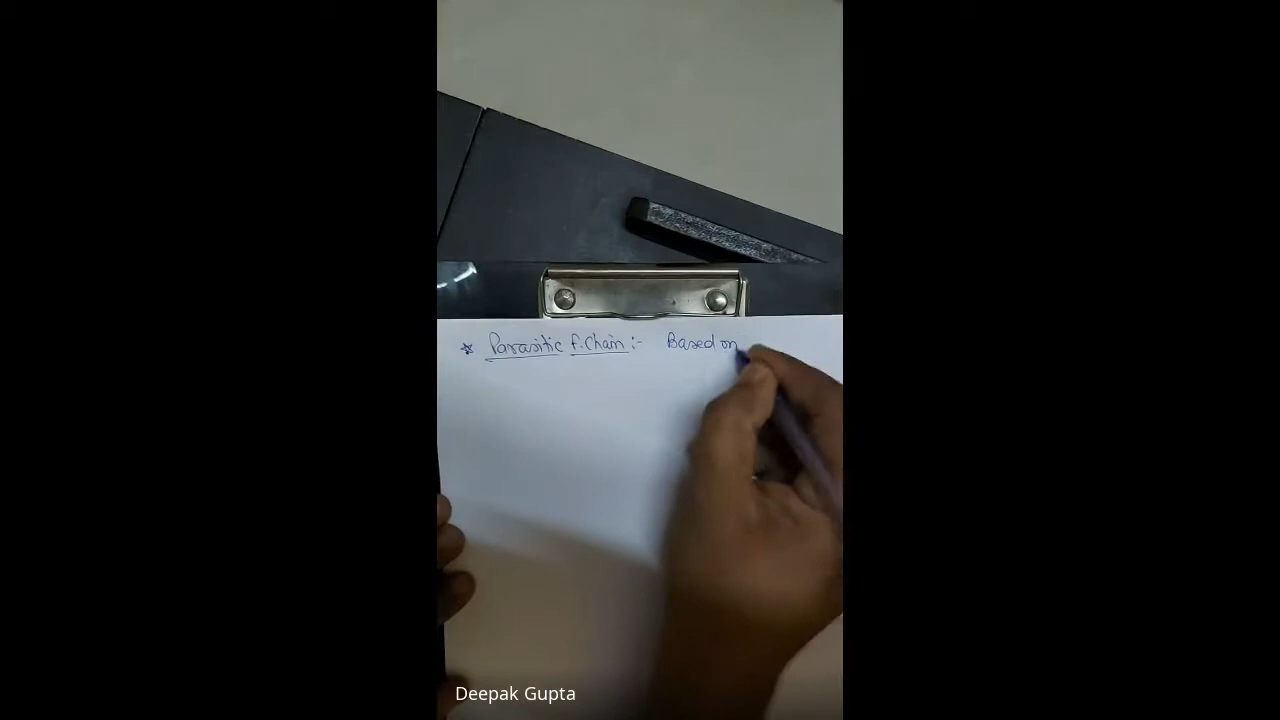 ☆ Parasitic F. Chain :- Based on
Deepak Gupta